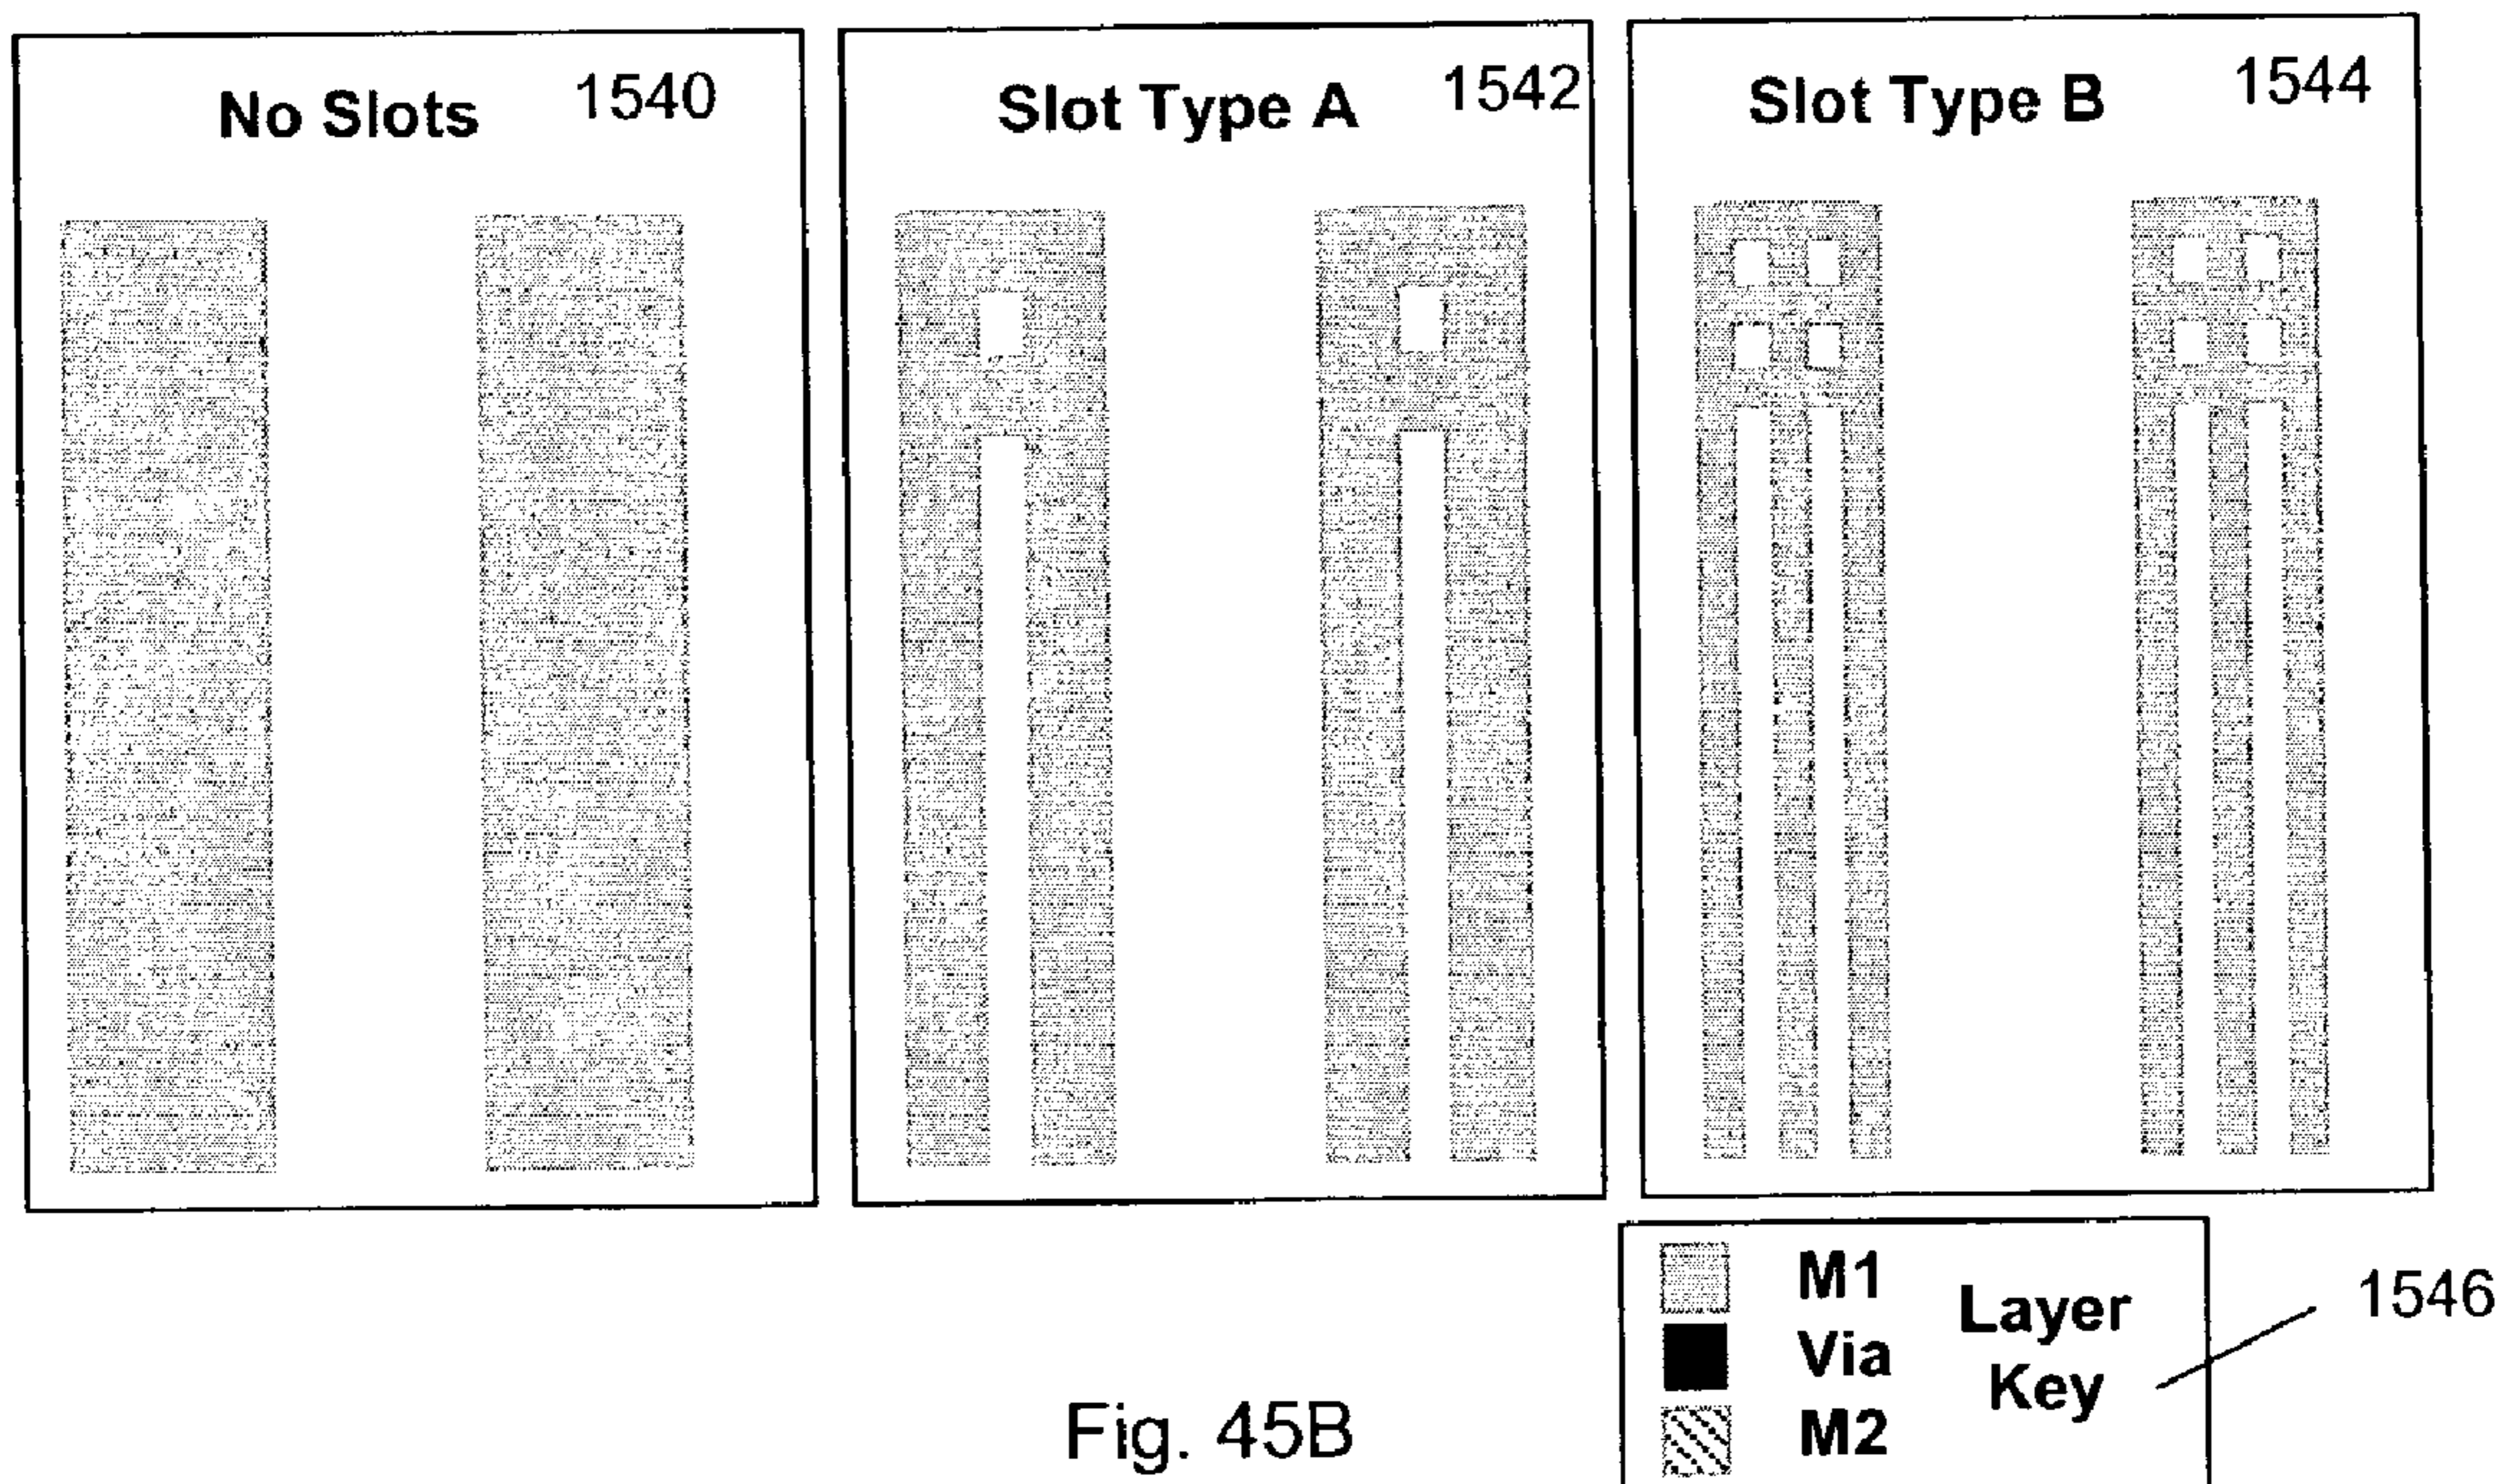 No Slots 1540
Slot Type A 1542
Slot Type B 1544
M1
Via
M2
Layer
Key
1546
Fig. 45B